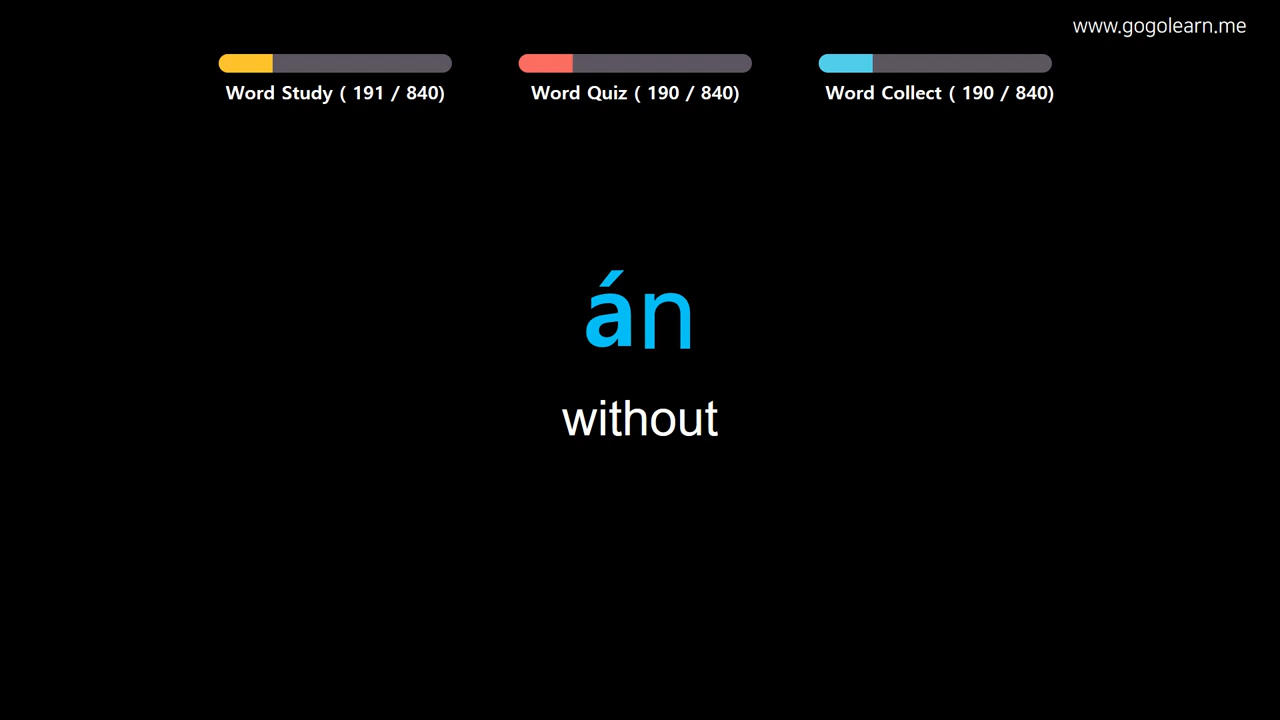 www.gogolearn.me
Word Study ( 191 / 840)
Word Quiz ( 190 / 840)
Word Collect ( 190 / 840)
án
without